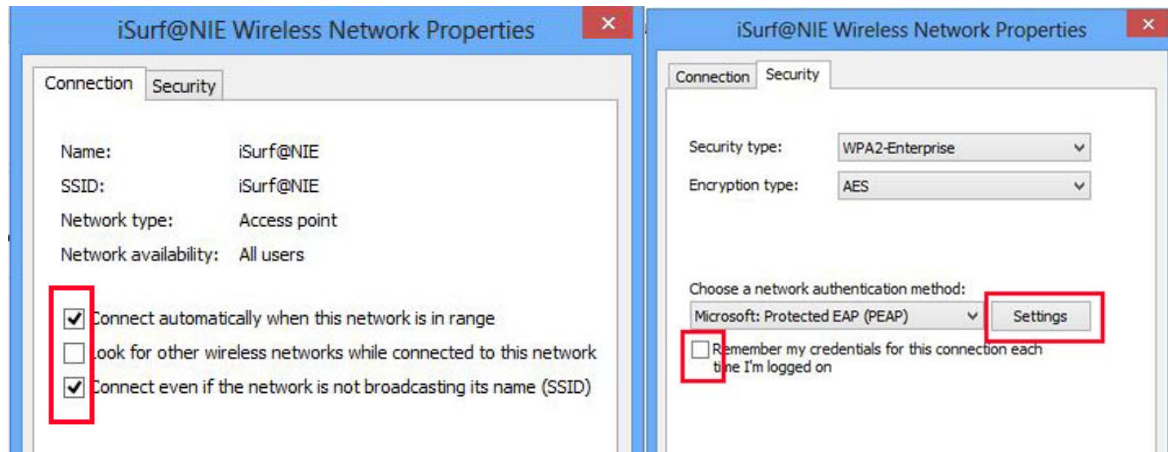 iSurf@NIE Wireless Network Properties
Connection Security
Name: iSurf@NIE
SSID: iSurf@NIE
Network type: Access point
Network availability: All users
Connect automatically when this network is in range
Look for other wireless networks while connected to this network
Connect even if the network is not broadcasting its name (SSID)
iSurf@NIE Wireless Network Properties
Connection Security
Security type: WPA2-Enterprise
Encryption type: AES
Choose a network authentication method:
Microsoft: Protected EAP (PEAP) Settings
Remember my credentials for this connection each
time I'm logged on